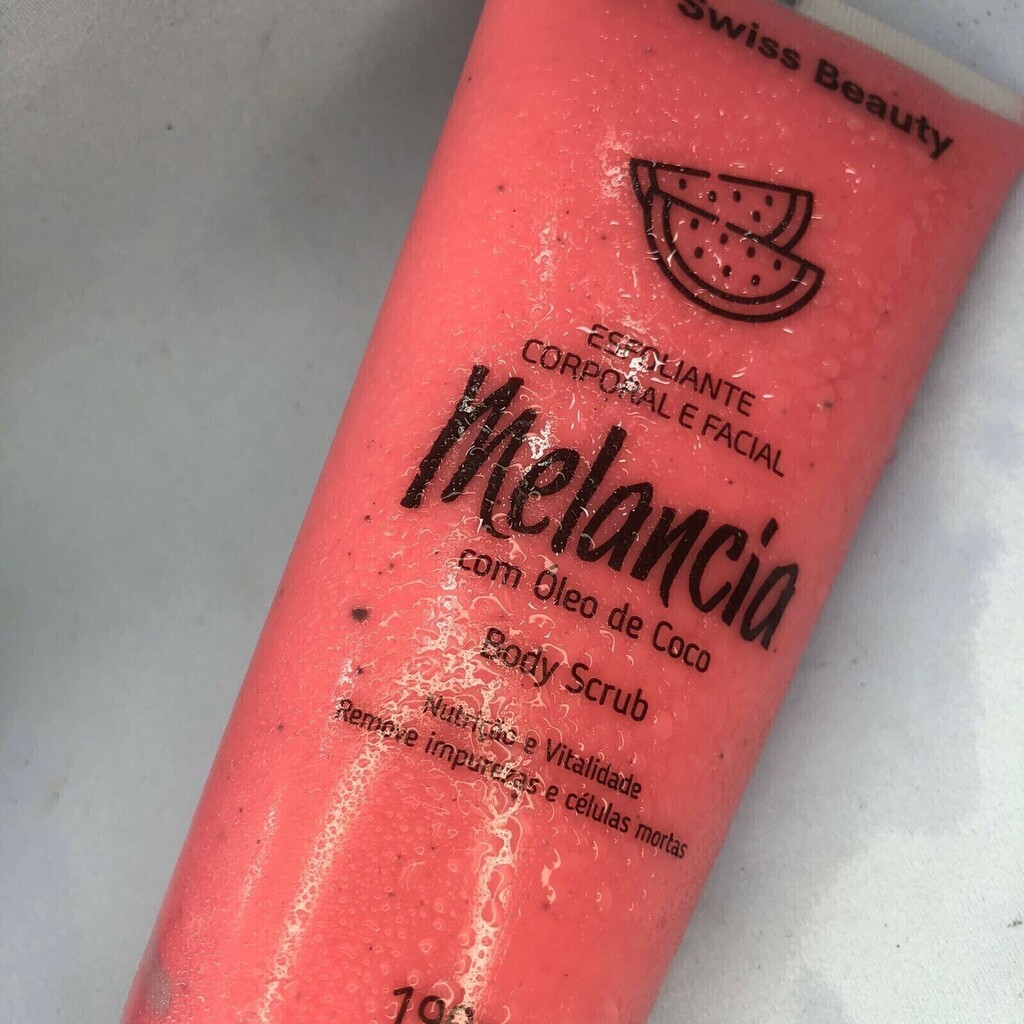 Swiss Beauty
ESFOLIANTE
CORPORAL E FACIAL
Melancia
com Óleo de Coco
Body Scrub
Nutrição e Vitalidade
Remove impurezas e células mortas